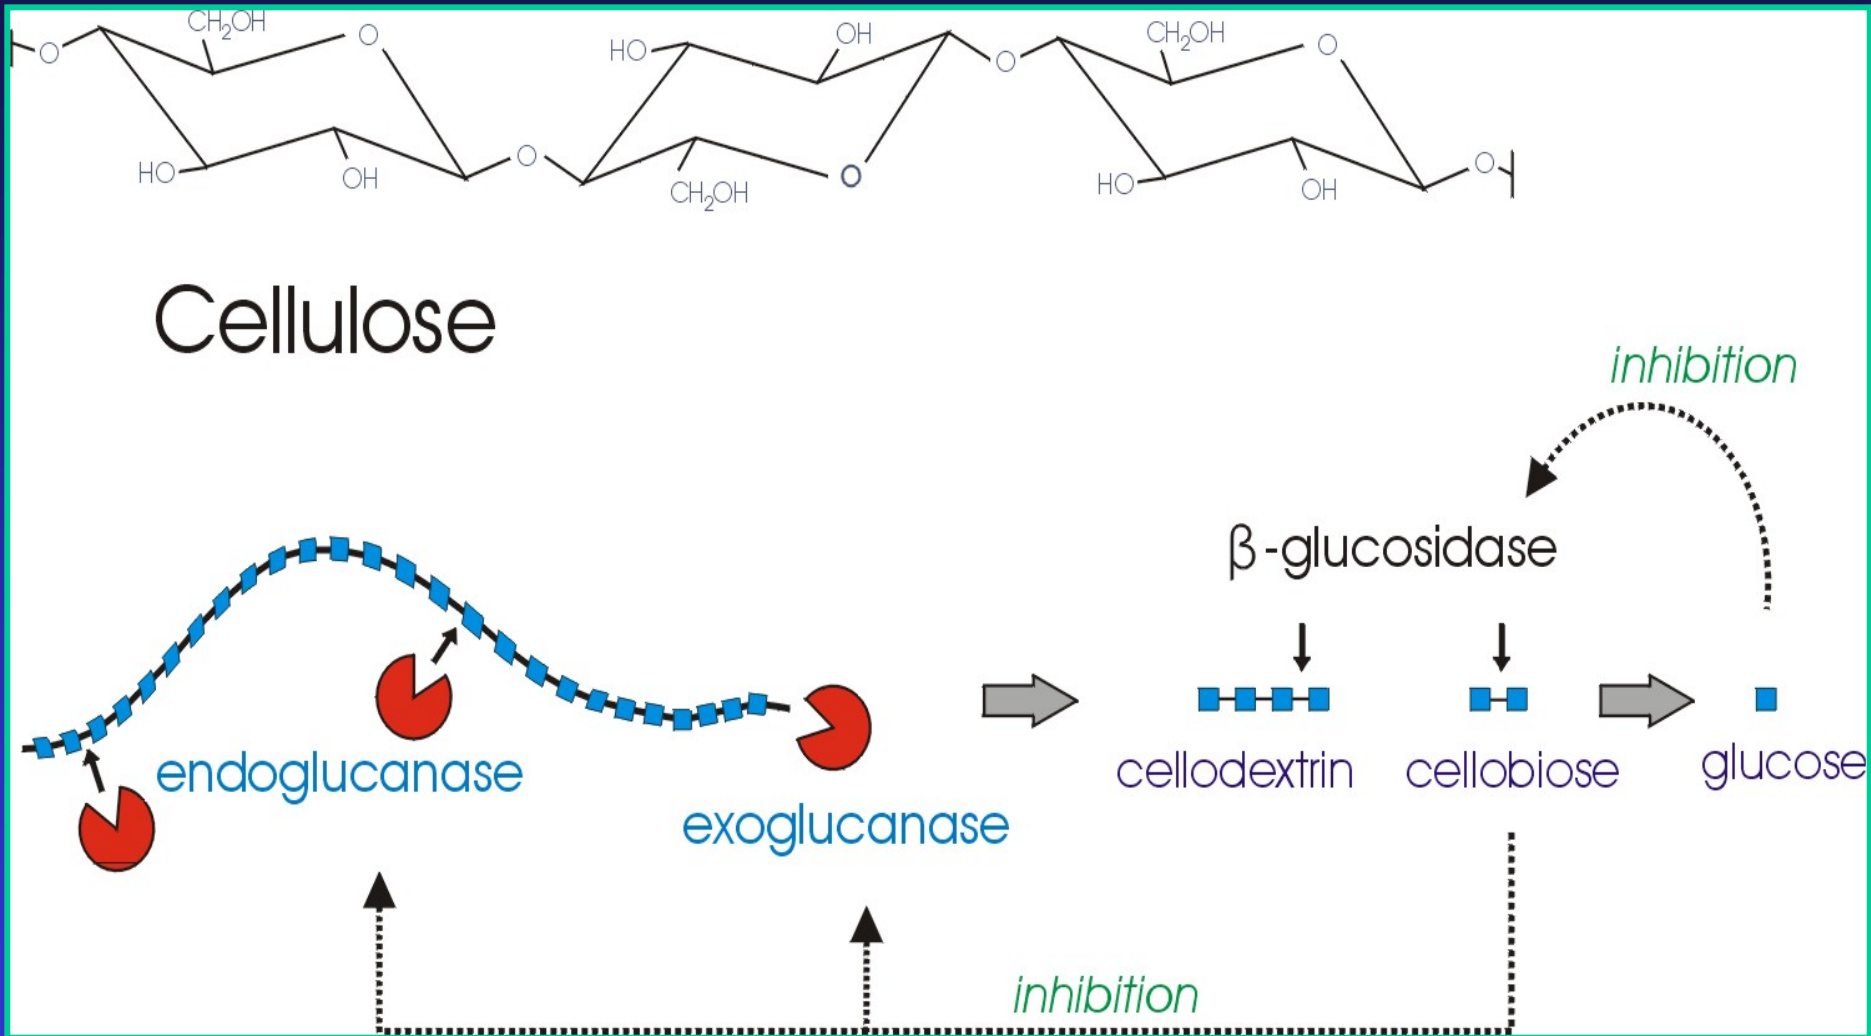 CH₂OH
O
O
HO
OH
O
HO
OH
CH₂OH
O
O
CH₂OH
O
HO
OH
O
Cellulose
inhibition
β-glucosidase
endoglucanase
exoglucanase
cellodextrin
cellobiose
glucose
inhibition